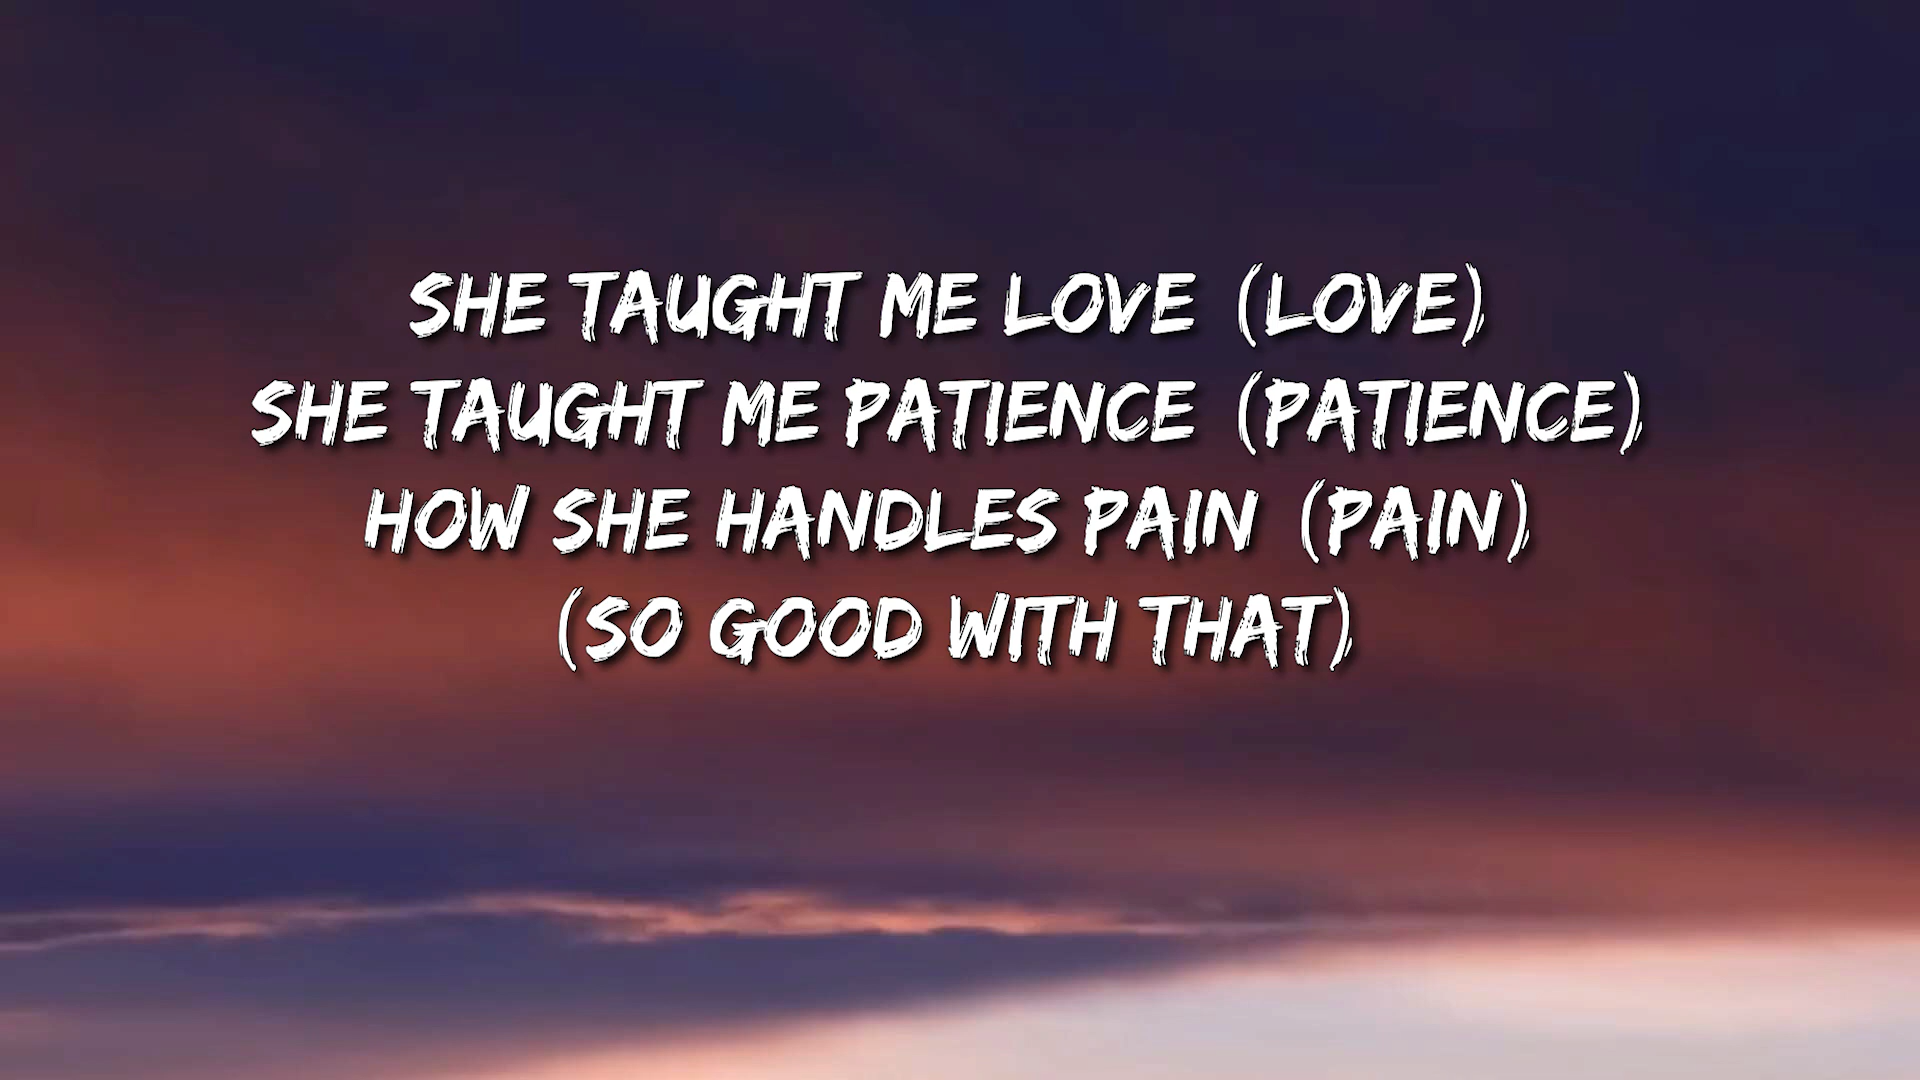 SHE TAUGHT ME LOVE (LOVE)
SHE TAUGHT ME PATIENCE (PATIENCE)
HOW SHE HANDLES PAIN (PAIN)
(SO GOOD WITH THAT)